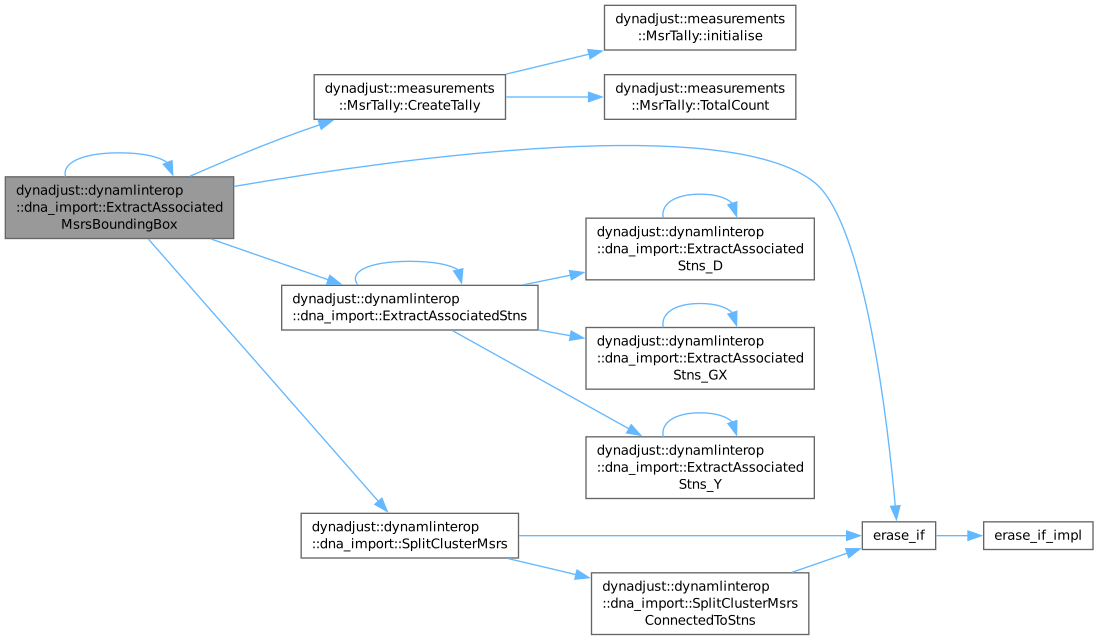 dynadjust::measurements
::MsrTally::initialise
dynadjust::measurements
::MsrTally::CreateTally
dynadjust::measurements
::MsrTally::TotalCount
dynadjust::dynamlinterop
::dna_import::ExtractAssociated
MsrsBoundingBox
dynadjust::dynamlinterop
::dna_import::ExtractAssociated
Stns_D
dynadjust::dynamlinterop
::dna_import::ExtractAssociatedStns
dynadjust::dynamlinterop
::dna_import::ExtractAssociated
Stns_GX
dynadjust::dynamlinterop
::dna_import::ExtractAssociated
Stns_Y
dynadjust::dynamlinterop
::dna_import::SplitClusterMsrs
erase_if
erase_if_impl
dynadjust::dynamlinterop
::dna_import::SplitClusterMsrs
ConnectedToStns